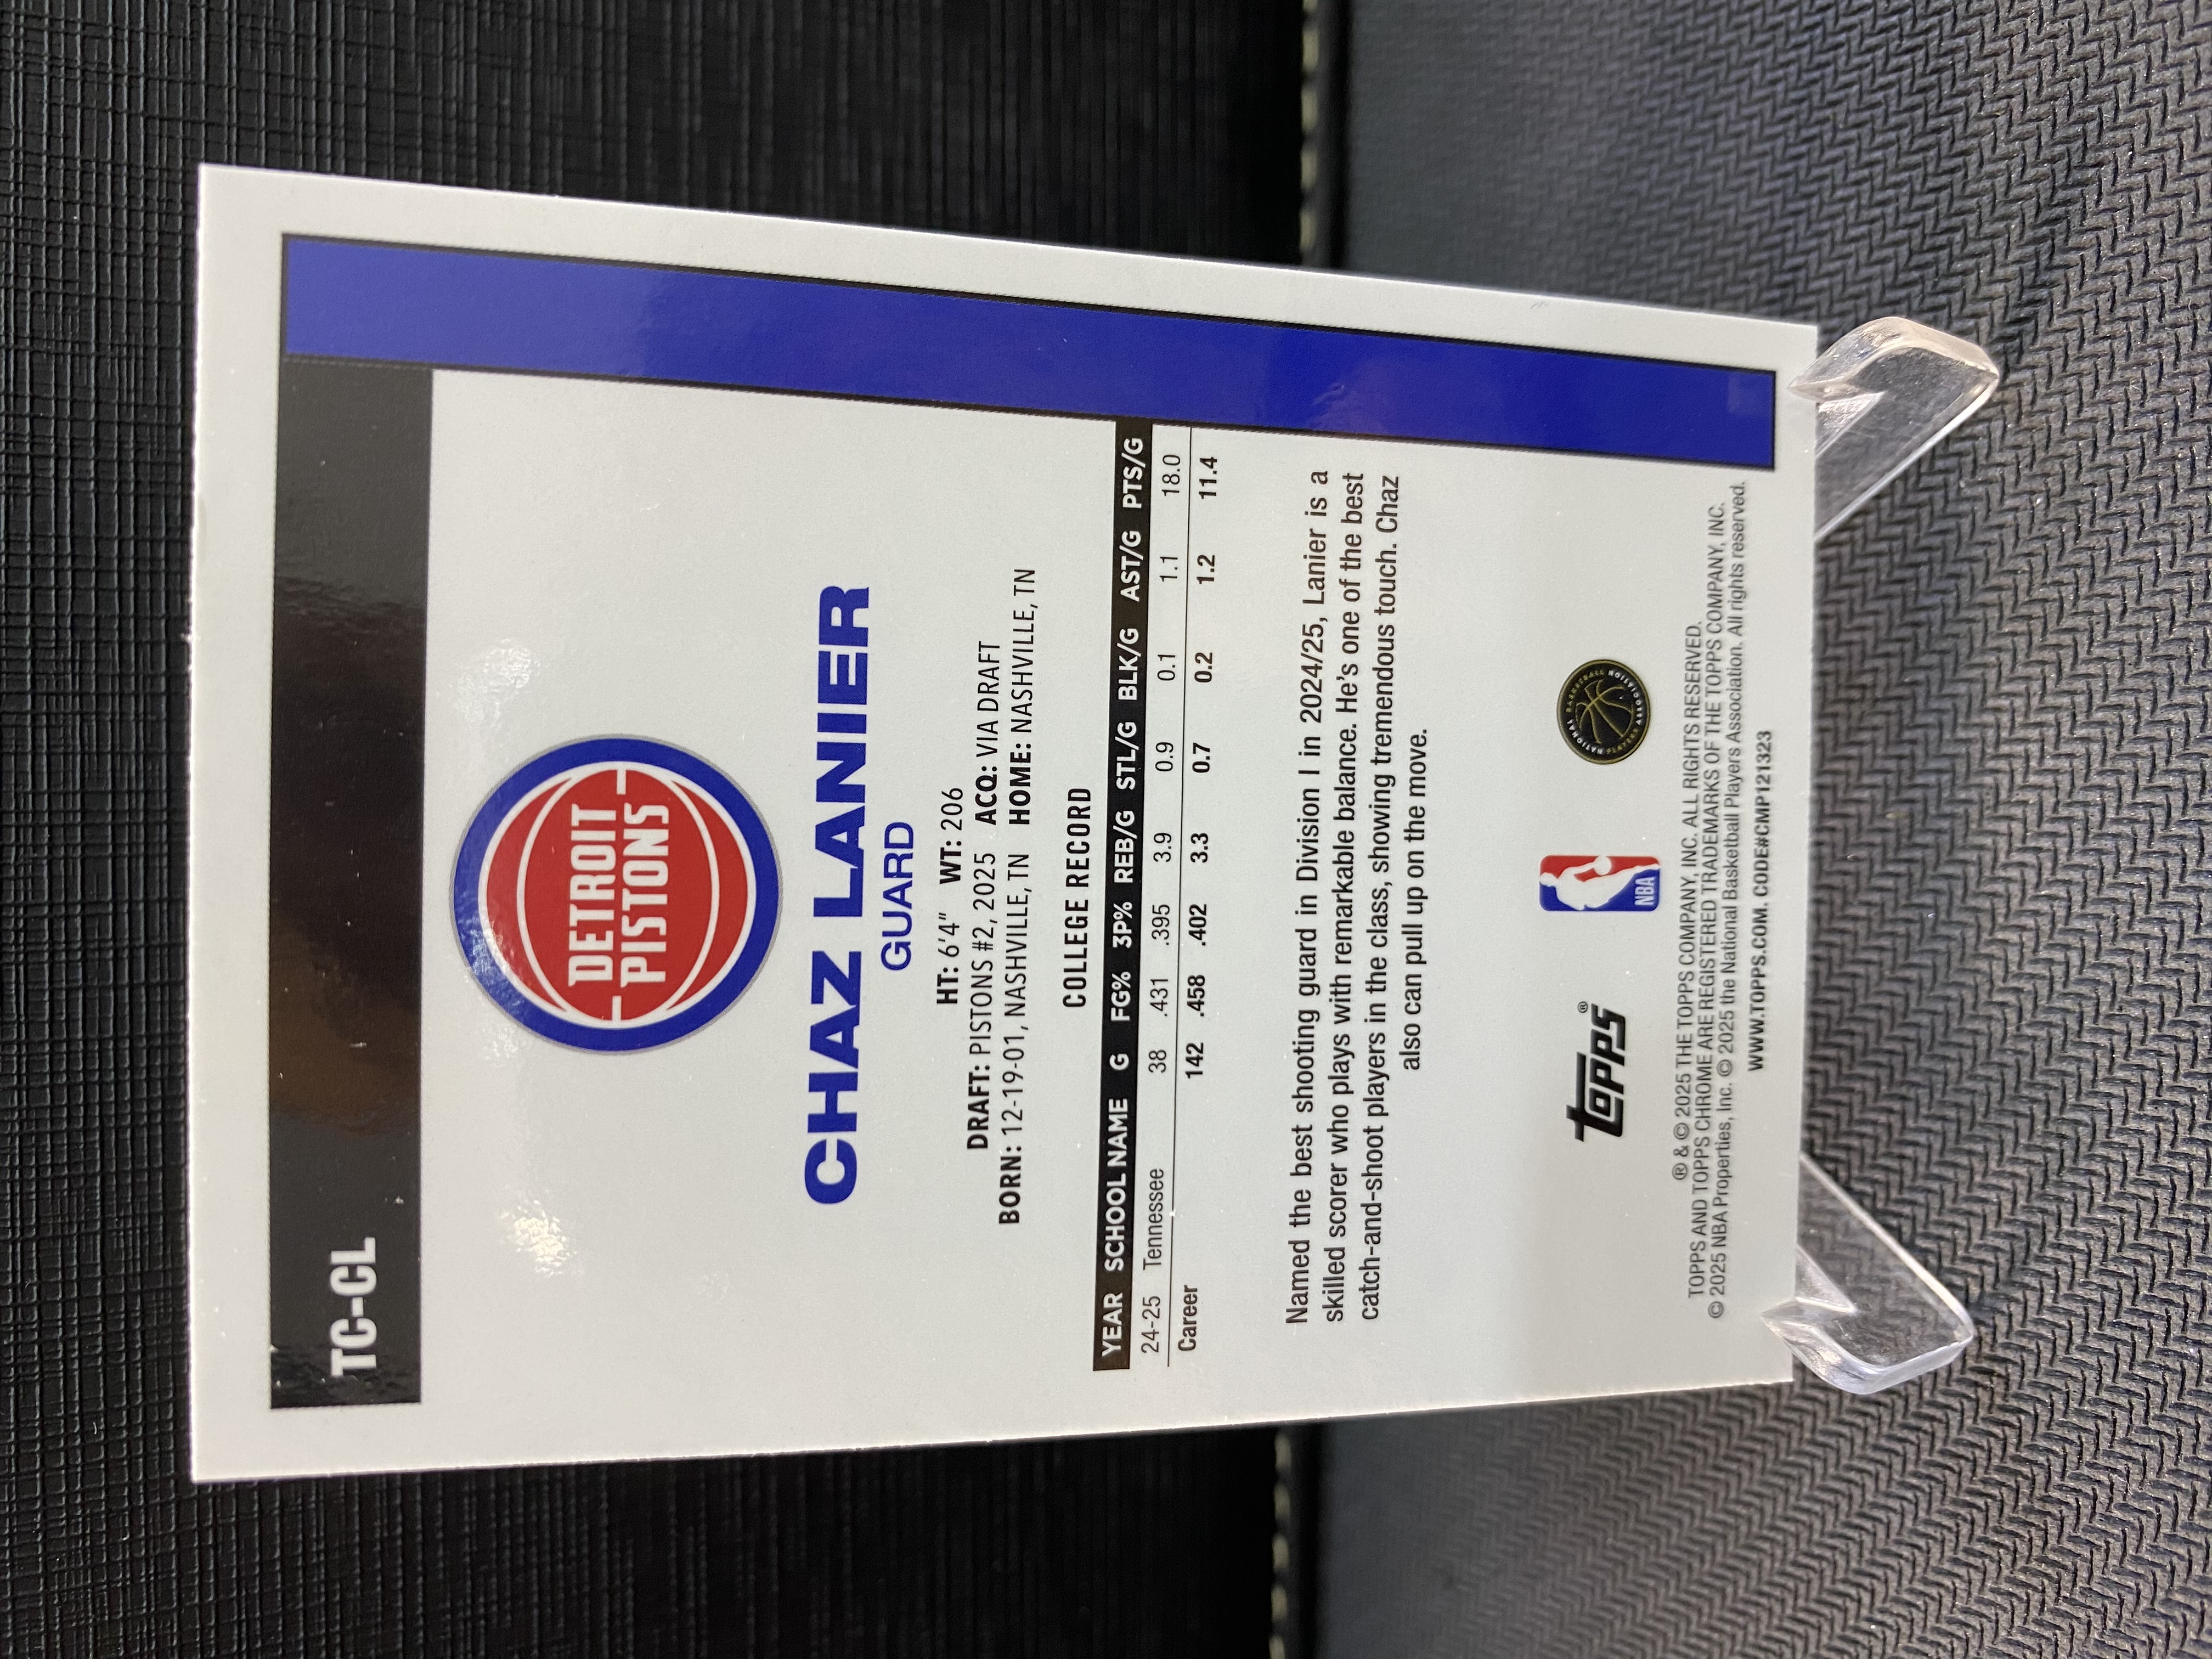 TC-CL
DETROIT
PISTONS
CHAZ LANIER
GUARD
HT: 6'4" WT: 206
DRAFT: PISTONS #2, 2025 ACQ: VIA DRAFT
BORN: 12-19-01, NASHVILLE, TN HOME: NASHVILLE, TN
COLLEGE RECORD
YEAR SCHOOL NAME G FG% 3P% REB/G STL/G BLK/G AST/G PTS/G
24-25 Tennessee 38 .431 .395 3.9 0.9 0.1 1.1 18.0
Career 142 .458 .402 3.3 0.7 0.2 1.2 11.4
Named the best shooting guard in Division I in 2024/25, Lanier is a
skilled scorer who plays with remarkable balance. He's one of the best
catch-and-shoot players in the class, showing tremendous touch. Chaz
also can pull up on the move.
topps®
NBA
NATIONAL BASKETBALL
PLAYERS ASSOCIATION
® & © 2025 THE TOPPS COMPANY, INC. ALL RIGHTS RESERVED.
TOPPS AND TOPPS CHROME ARE REGISTERED TRADEMARKS OF THE TOPPS COMPANY, INC.
© 2025 NBA Properties, Inc. © 2025 the National Basketball Players Association. All rights reserved.
WWW.TOPPS.COM. CODE#CMP121323